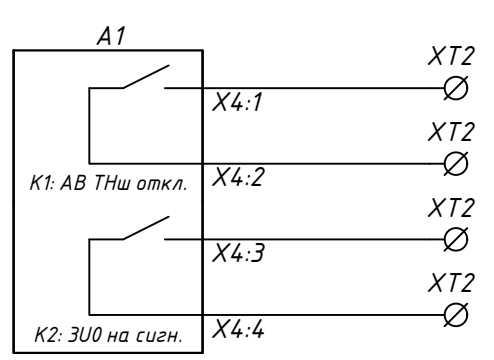 A1
XT2
X4:1
XT2
K1: АВ ТНш откл.
X4:2
XT2
X4:3
XT2
K2: 3U0 на сигн.
X4:4